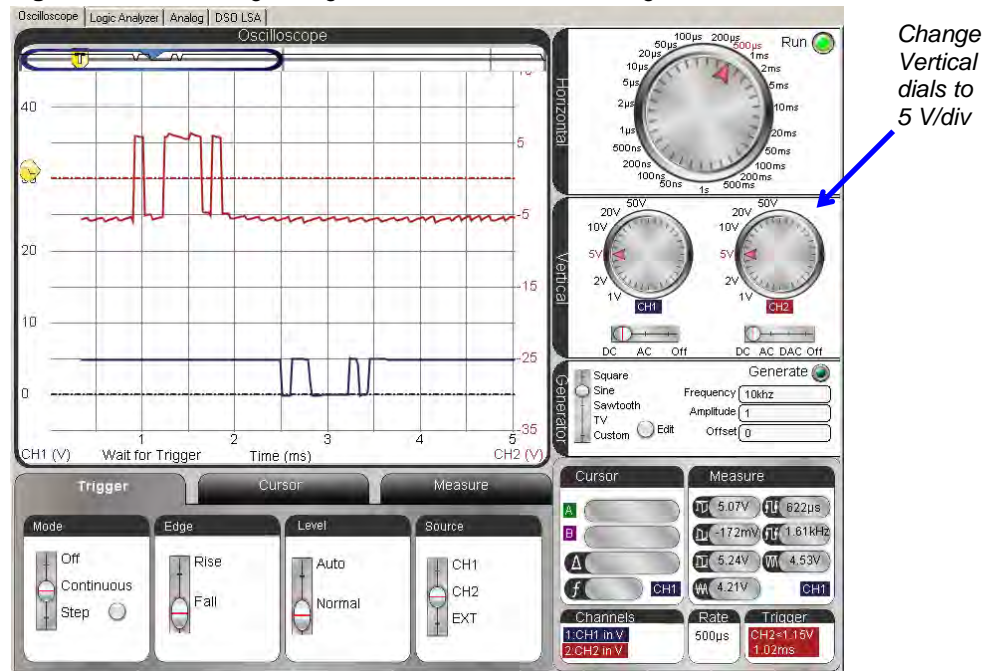 Oscilloscope Logic Analyzer Analog DSO LSA
Oscilloscope
T
40
20
10
0
5
-5
-15
-25
-35
1 2 3 4 5
CH1 (V) Wait for Trigger Time (ms) CH2 (V)
Horizontal
Run
50ns
100ns
200ns
500ns
1µs
2µs
5µs
10µs
20µs
50µs
100µs
200µs
500µs
1ms
2ms
5ms
10ms
20ms
50ms
100ms
200ms
500ms
1s
Change
Vertical
dials to
5 V/div
Vertical
50V
20V
10V
5V
2V
1V
CH1
DC AC Off
50V
20V
10V
5V
2V
1V
CH2
DC AC DAC Off
Generator
Square
Sine
Sawtooth
TV
Custom
Edit
Generate
Frequency 10khz
Amplitude 1
Offset 0
Trigger Cursor Measure
Mode
Off
Continuous
Step
Edge
Rise
Fall
Level
Auto
Normal
Source
CH1
CH2
EXT
Cursor
A
B
Δ
f CH1
Measure
5.07V 622µs
-172mV 1.61kHz
5.24V 4.53V
4.21V CH1
Channels
1:CH1 in V
2:CH2 in V
Rate
500µs
Trigger
CH2<1.15V
1.02ms